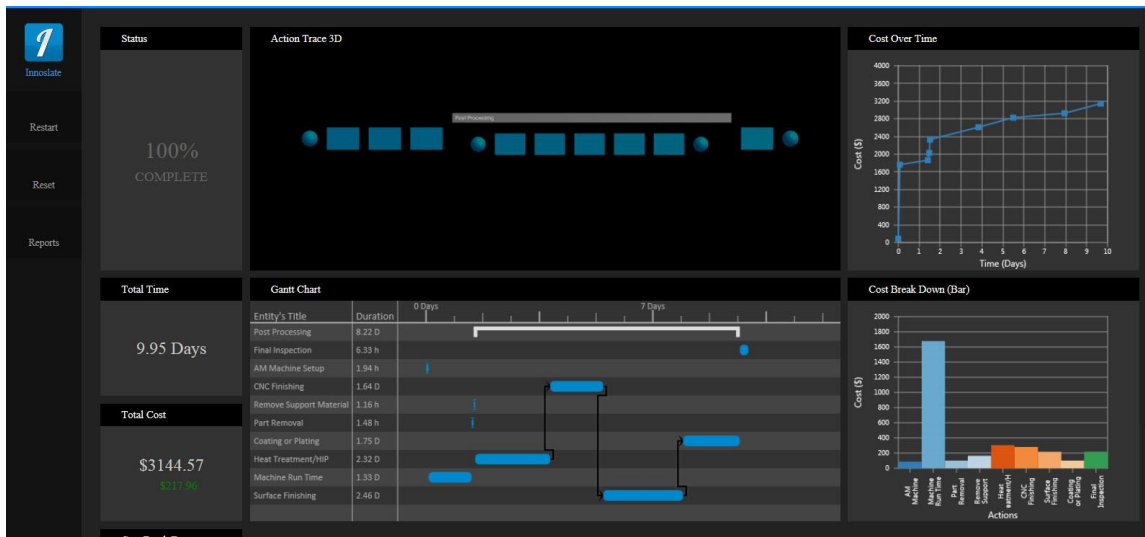 Innoslate
Restart
Reset
Reports
Status
100%
COMPLETE
Action Trace 3D
Post Processing
Cost Over Time
4000
3600
3200
2800
2400
2000
1600
1200
800
400
0
Cost ($)
0 1 2 3 4 5 6 7 8 9 10
Time (Days)
Total Time
9.95 Days
Total Cost
$3144.57
$217.96
Gantt Chart
Entity's Title Duration 0 Days 7 Days
Post Processing 8.22 D
Final Inspection 6.33 h
AM Machine Setup 1.94 h
CNC Finishing 1.64 D
Remove Support Material 1.16 h
Part Removal 1.48 h
Coating or Plating 1.75 D
Heat Treatment/HIP 2.32 D
Machine Run Time 1.33 D
Surface Finishing 2.46 D
Cost Break Down (Bar)
2000
1800
1600
1400
1200
1000
800
600
400
200
0
Cost ($)
AM
Machine
Machine
Run Time
Part
Removal
Remove
Support
Heat
eatment/H
CNC
Finishing
Surface
Finishing
Coating
or Plating
Final
Inspection
Actions